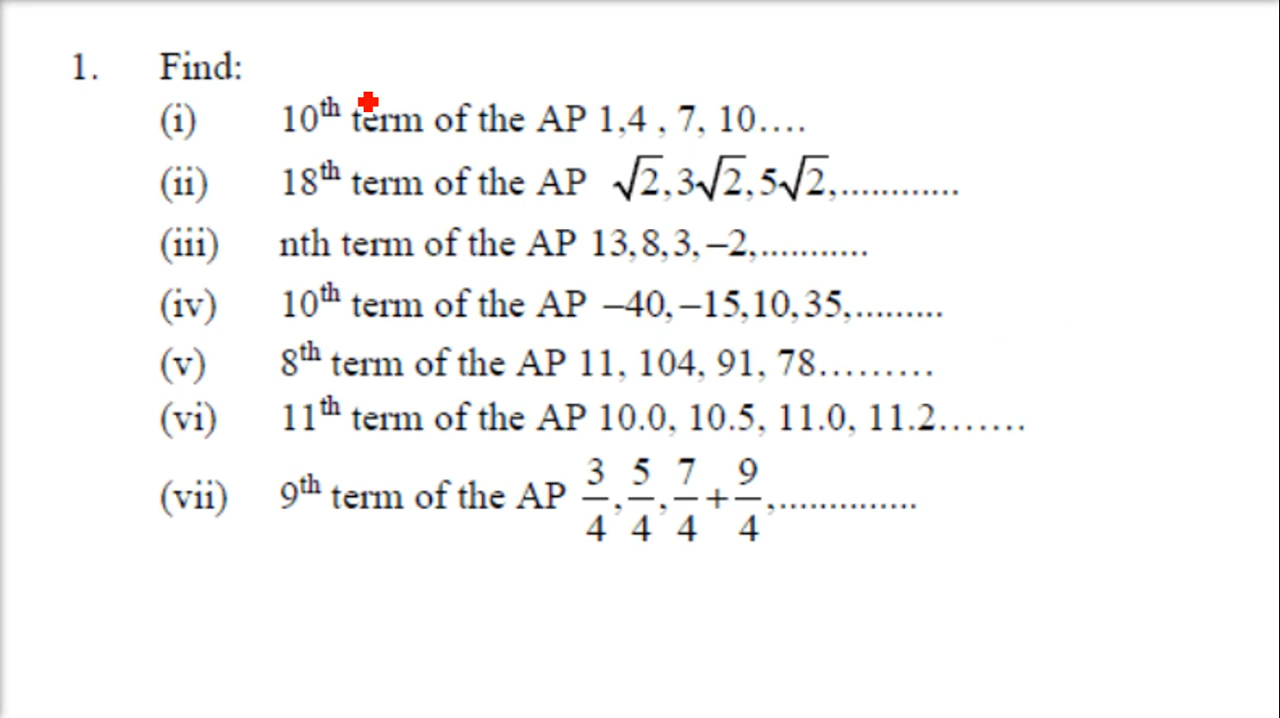 1. Find:
(i) 10th term of the AP 1,4 , 7, 10....
(ii) 18th term of the AP √2,3√2,5√2,............
(iii) nth term of the AP 13,8,3,–2,...........
(iv) 10th term of the AP –40,–15,10,35,.........
(v) 8th term of the AP 11, 104, 91, 78.........
(vi) 11th term of the AP 10.0, 10.5, 11.0, 11.2.......
(vii) 9th term of the AP 3/4,5/4,7/4+9/4,..............